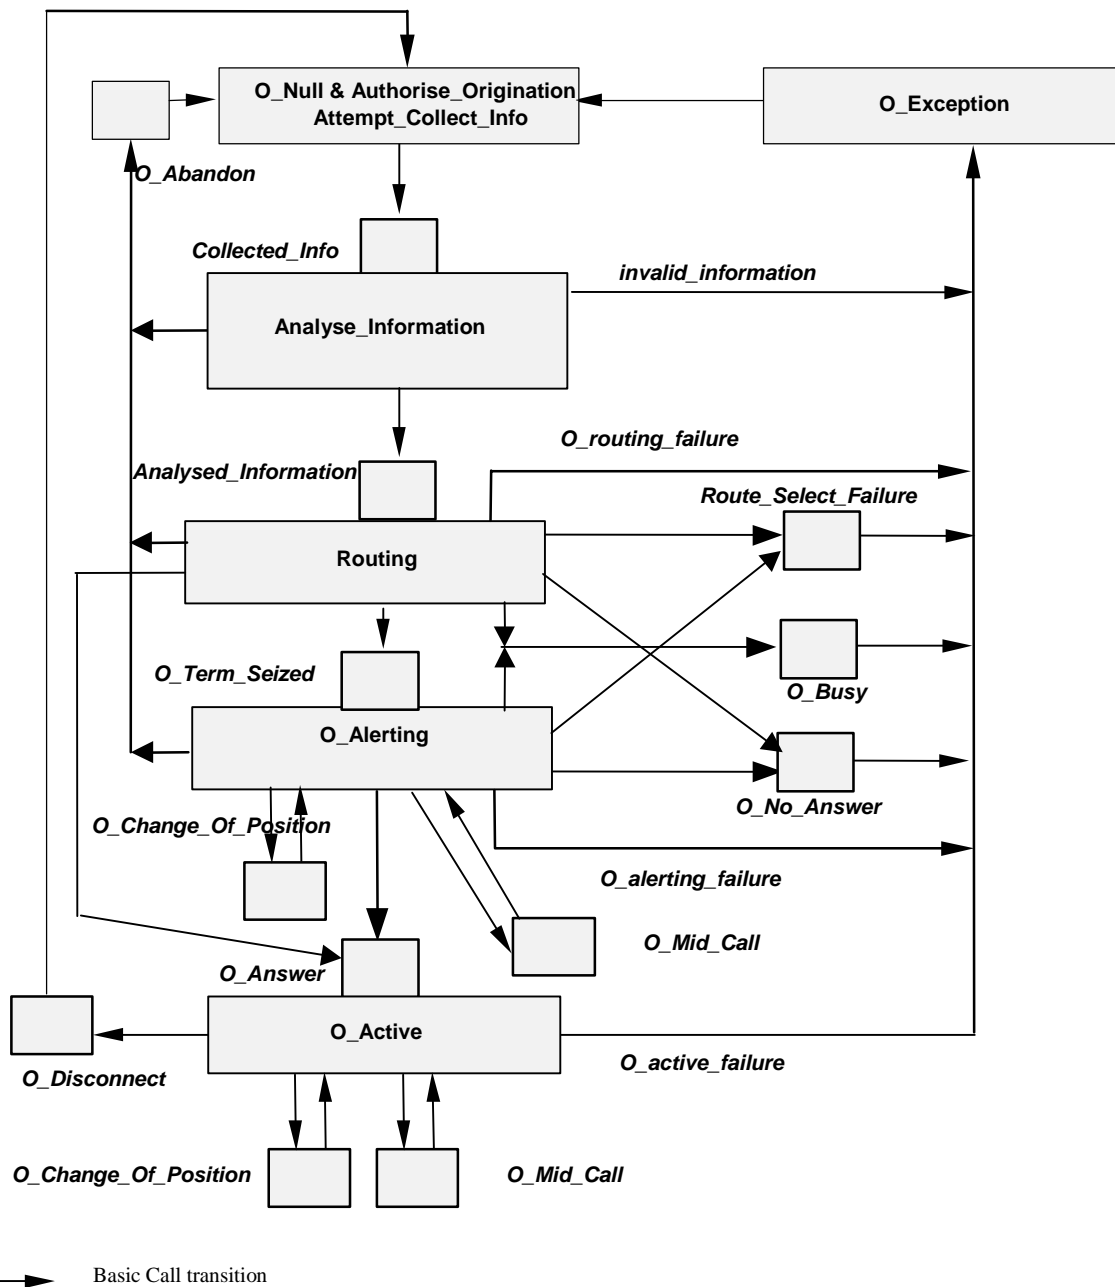 O_Null & Authorise_Origination
Attempt_Collect_Info
O_Exception
O_Abandon
Collected_Info
invalid_information
Analyse_Information
O_routing_failure
Analysed_Information
Route_Select_Failure
Routing
O_Term_Seized
O_Busy
O_Alerting
O_No_Answer
O_Change_Of_Position
O_alerting_failure
O_Mid_Call
O_Answer
O_Active
O_active_failure
O_Disconnect
O_Change_Of_Position
O_Mid_Call
Basic Call transition